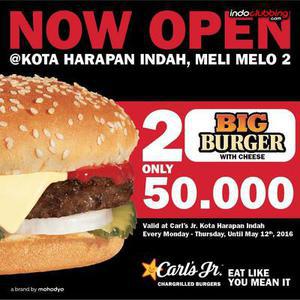 NOW OPEN
indoclubbing.com
@KOTA HARAPAN INDAH, MELI MELO 2
2 BIG BURGER
WITH CHEESE
ONLY
50.000
Valid at Carl's Jr. Kota Harapan Indah
Every Monday - Thursday, Until May 12th, 2016
a brand by mahadya
Carl's Jr.
CHARGRILLED BURGERS
EAT LIKE
YOU MEAN IT